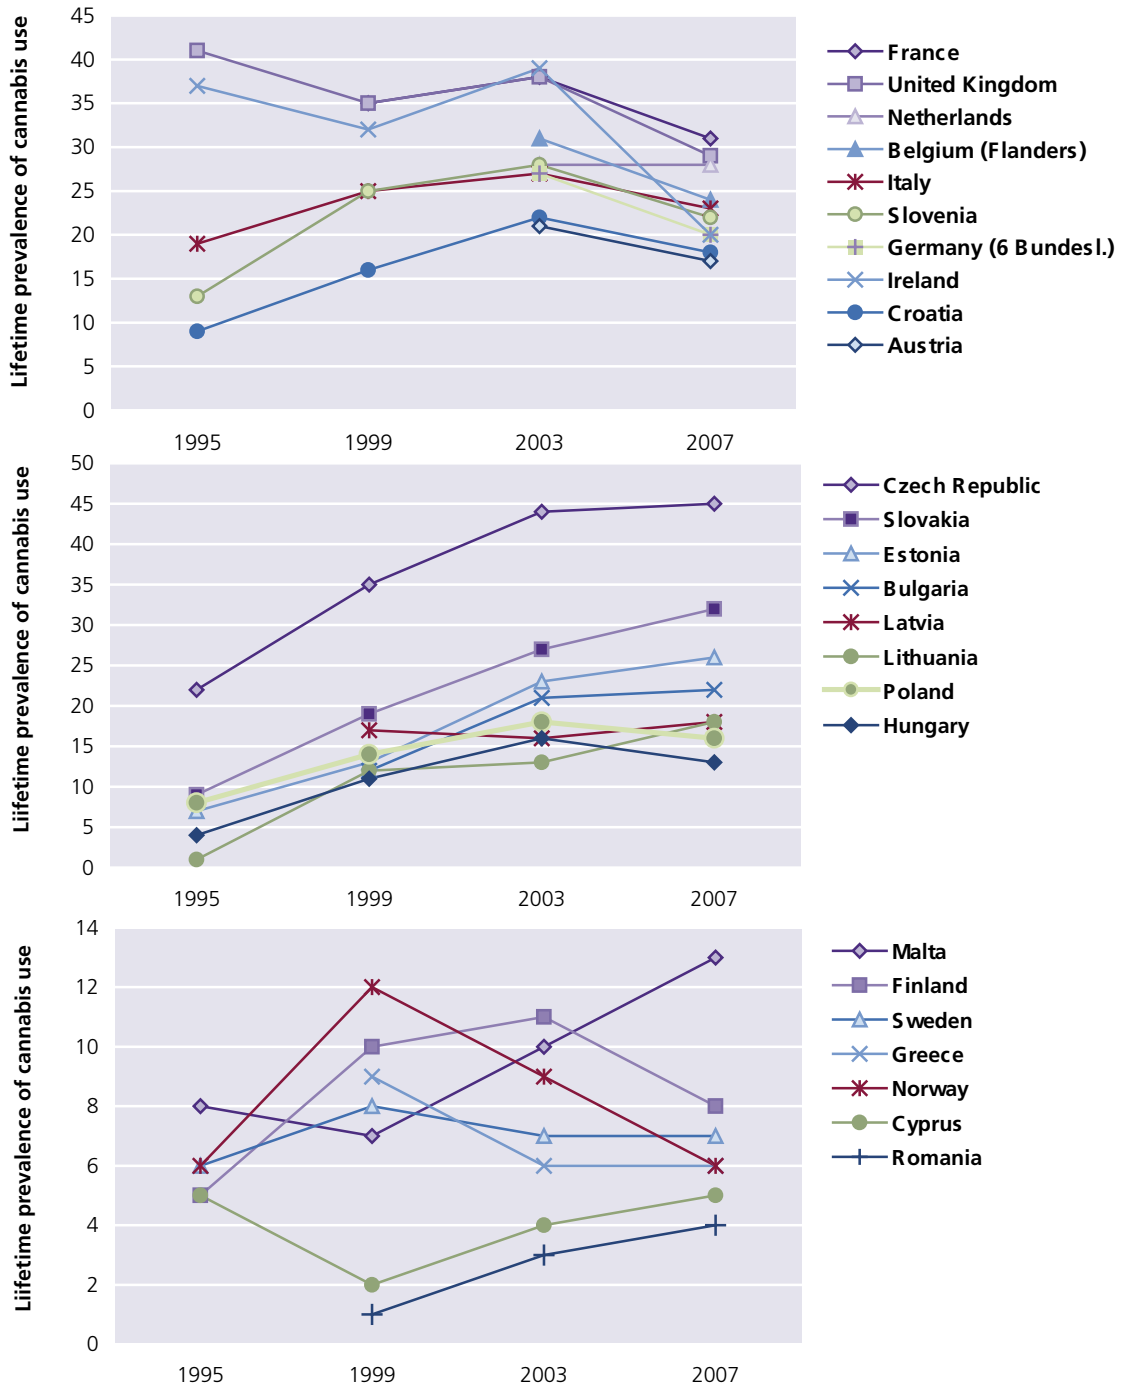 Lifetime prevalence of cannabis use
45
40
35
30
25
20
15
10
5
0
1995 1999 2003 2007
France
United Kingdom
Netherlands
Belgium (Flanders)
Italy
Slovenia
Germany (6 Bundesl.)
Ireland
Croatia
Austria
Liifetime prevalence of cannabis use
50
45
40
35
30
25
20
15
10
5
0
1995 1999 2003 2007
Czech Republic
Slovakia
Estonia
Bulgaria
Latvia
Lithuania
Poland
Hungary
Liifetime prevalence of cannabis use
14
12
10
8
6
4
2
0
1995 1999 2003 2007
Malta
Finland
Sweden
Greece
Norway
Cyprus
Romania